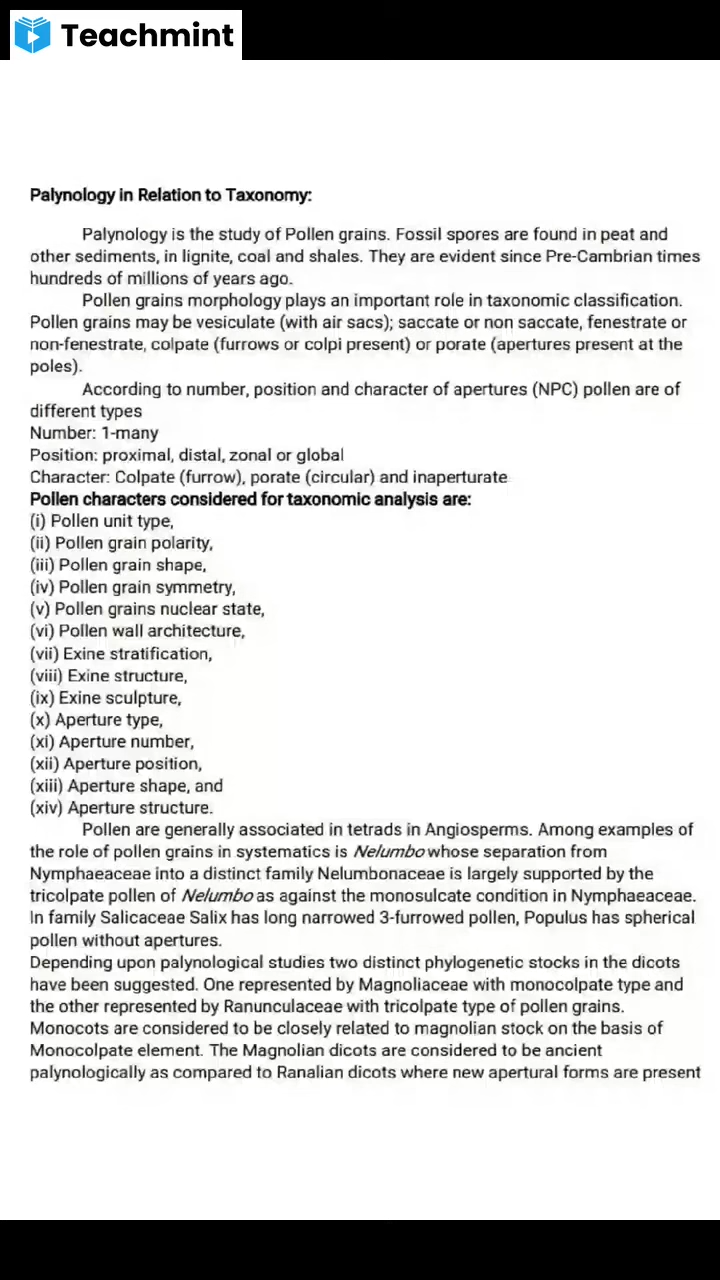 Teachmint
Palynology in Relation to Taxonomy:
Palynology is the study of Pollen grains. Fossil spores are found in peat and
other sediments, in lignite, coal and shales. They are evident since Pre-Cambrian times
hundreds of millions of years ago.
Pollen grains morphology plays an important role in taxonomic classification.
Pollen grains may be vesiculate (with air sacs); saccate or non saccate, fenestrate or
non-fenestrate, colpate (furrows or colpi present) or porate (apertures present at the
poles).
According to number, position and character of apertures (NPC) pollen are of
different types
Number: 1-many
Position: proximal, distal, zonal or global
Character: Colpate (furrow), porate (circular) and inaperturate
Pollen characters considered for taxonomic analysis are:
(i) Pollen unit type,
(ii) Pollen grain polarity,
(iii) Pollen grain shape,
(iv) Pollen grain symmetry,
(v) Pollen grains nuclear state,
(vi) Pollen wall architecture,
(vii) Exine stratification,
(viii) Exine structure,
(ix) Exine sculpture,
(x) Aperture type,
(xi) Aperture number,
(xii) Aperture position,
(xiii) Aperture shape, and
(xiv) Aperture structure.
Pollen are generally associated in tetrads in Angiosperms. Among examples of
the role of pollen grains in systematics is Nelumbo whose separation from
Nymphaeaceae into a distinct family Nelumbonaceae is largely supported by the
tricolpate pollen of Nelumbo as against the monosulcate condition in Nymphaeaceae.
In family Salicaceae Salix has long narrowed 3-furrowed pollen, Populus has spherical
pollen without apertures.
Depending upon palynological studies two distinct phylogenetic stocks in the dicots
have been suggested. One represented by Magnoliaceae with monocolpate type and
the other represented by Ranunculaceae with tricolpate type of pollen grains.
Monocots are considered to be closely related to magnolian stock on the basis of
Monocolpate element. The Magnolian dicots are considered to be ancient
palynologically as compared to Ranalian dicots where new apertural forms are present